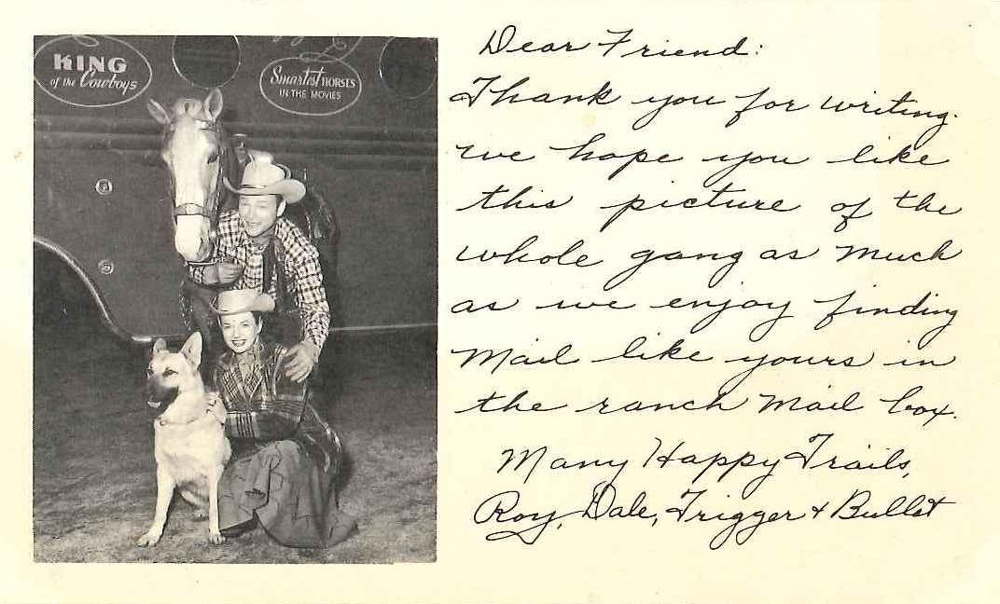 KING
of the Cowboys
Smartest HORSES
IN THE MOVIES
Dear Friend:
Thank you for writing.
we hope you like
this picture of the
whole gang as much
as we enjoy finding
mail like yours in
the ranch mail box.
Many Happy Trails,
Roy, Dale, Trigger + Bullet